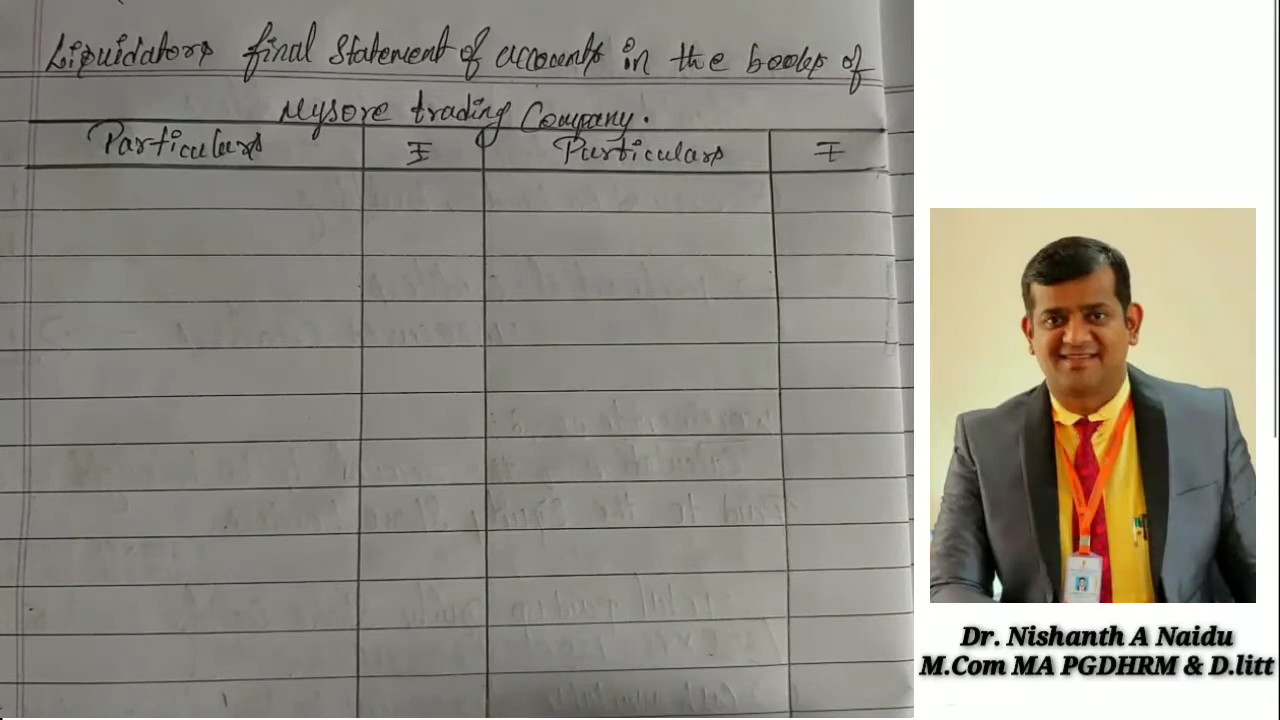 Liquidators final Statement of accounts in the books of
Mysore trading Company.
Particulars ₹ Particulars ₹
Dr. Nishanth A Naidu
M.Com MA PGDHRM & D.litt